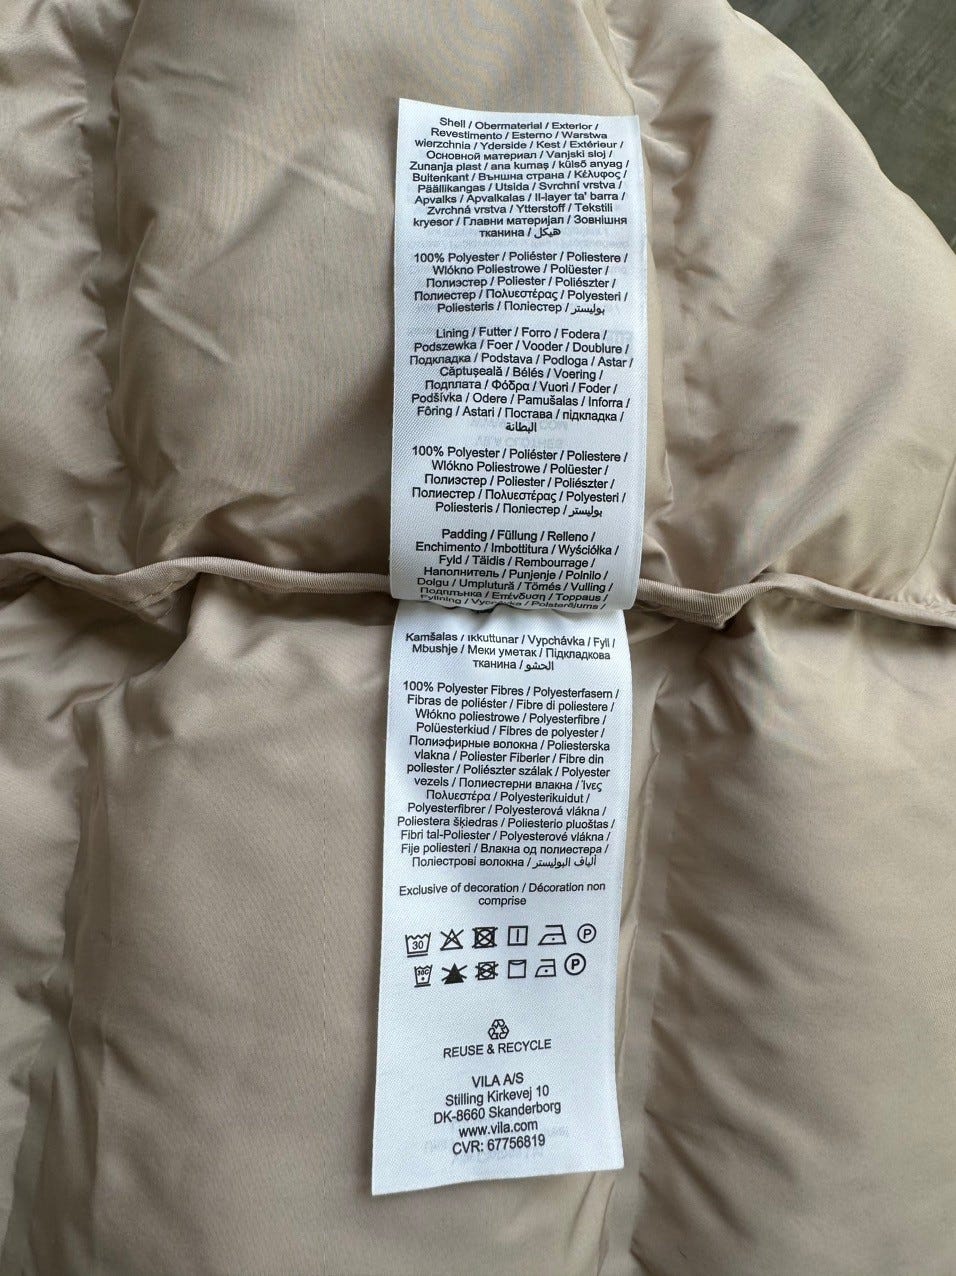 Shell / Obermaterial / Exterior /
Revestimento / Esterno / Warstwa
wierzchnia / Yderside / Kest / Extérieur /
Основной материал / Vanjski sloj /
Zunanja plast / ana kumaş / külső anyag /
Buitenkant / Външна страна / Κέλυφος /
Päällikangas / Utsida / Svrchní vrstva /
Apvalks / Apvalkalas / Il-layer ta' barra /
Zvrchná vrstva / Ytterstoff / Tekstili
kryesor / Главни материјал / Зовнішня
тканина / هيكل
100% Polyester / Poliéster / Poliestere /
Wlókno Poliestrowe / Polüester /
Полиэстер / Poliester / Poliészter /
Полиестер / Πολυεστέρας / Polyesteri /
Poliesteris / Поліестер / بوليستر
Lining / Futter / Forro / Fodera /
Podszewka / Foer / Vooder / Doublure /
Подкладка / Podstava / Podloga / Astar /
Căptușeală / Bélés / Voering /
Подплата / Φόδρα / Vuori / Foder /
Podšívka / Odere / Pamušalas / Inforra /
Fôring / Astari / Постава / підкладка /
البطانة
100% Polyester / Poliéster / Poliestere /
Wlókno Poliestrowe / Polüester /
Полиэстер / Poliester / Poliészter /
Полиестер / Πολυεστέρας / Polyesteri /
Poliesteris / Поліестер / بوليستر
Padding / Füllung / Relleno /
Enchimento / Imbottitura / Wyściółka /
Fyld / Täidis / Rembourrage /
Наполнитель / Punjenje / Polnilo /
Dolgu / Umplutură / Tömés / Vulling /
Подплънка / Επένδυση / Toppaus /
Fyllning / Vycpávka / Polsterējums /
Kamšalas / Ikkuttunar / Vypchávka / Fyll /
Mbushje / Меки уметак / Підкладкова
тканина / الحشو
100% Polyester Fibres / Polyesterfasern /
Fibras de poliéster / Fibre di poliestere /
Włókno poliestrowe / Polyesterfibre /
Polüesterkiud / Fibres de polyester /
Полиэфирные волокна / Poliesterska
vlakna / Poliester Fiberler / Fibre din
poliester / Poliészter szálak / Polyester
vezels / Полиестерни влакна / Ίνες
Πολυεστέρα / Polyesterikuidut /
Polyesterfibrer / Polyesterová vlákna /
Poliestera šķiedras / Poliesterio pluoštas /
Fibri tal-Poliester / Polyesterové vlákna /
Fije poliesteri / Влакна од полиестера /
Поліестрові волокна / ألياف البوليستر
Exclusive of decoration / Décoration non
comprise
30 P
30C P
REUSE & RECYCLE
VILA A/S
Stilling Kirkevej 10
DK-8660 Skanderborg
www.vila.com
CVR: 67756819